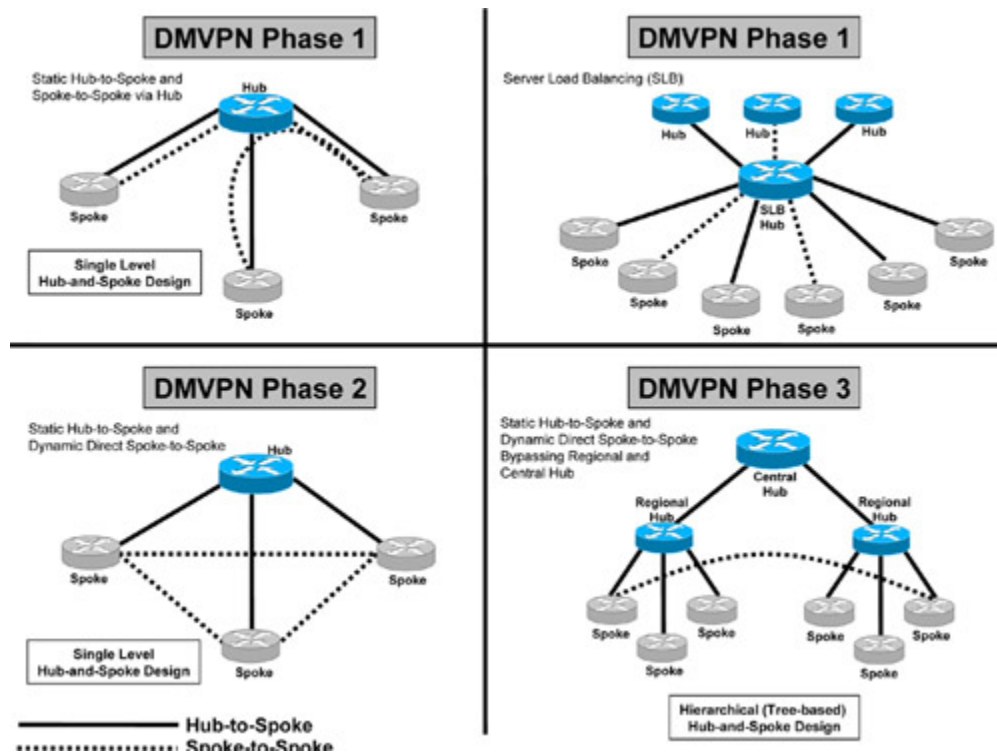 DMVPN Phase 1
Static Hub-to-Spoke and
Spoke-to-Spoke via Hub
Hub
Spoke
Spoke
Spoke
Single Level
Hub-and-Spoke Design
DMVPN Phase 1
Server Load Balancing (SLB)
Hub
Hub
Hub
SLB
Hub
Spoke
Spoke
Spoke
Spoke
Spoke
Spoke
DMVPN Phase 2
Static Hub-to-Spoke and
Dynamic Direct Spoke-to-Spoke
Hub
Spoke
Spoke
Spoke
Single Level
Hub-and-Spoke Design
DMVPN Phase 3
Static Hub-to-Spoke and
Dynamic Direct Spoke-to-Spoke
Bypassing Regional and
Central Hub
Central
Hub
Regional
Hub
Regional
Hub
Spoke
Spoke
Spoke
Spoke
Spoke
Spoke
Hierarchical (Tree-based)
Hub-and-Spoke Design
Hub-to-Spoke
Spoke-to-Spoke